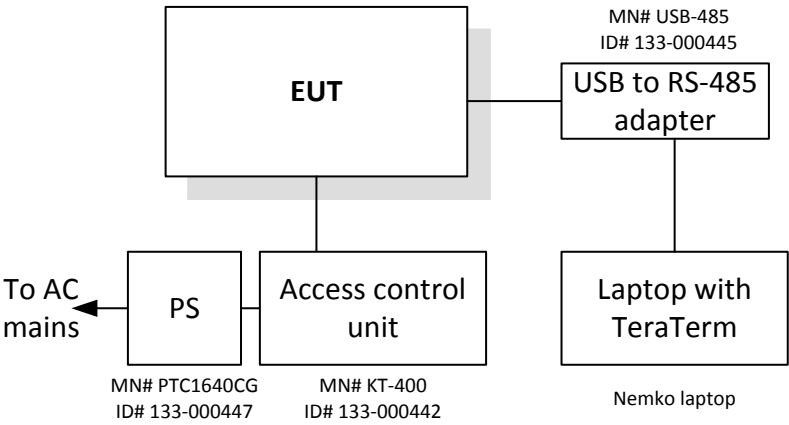 MN# USB-485
ID# 133-000445
EUT
USB to RS-485
adapter
To AC
mains
PS
Access control
unit
Laptop with
TeraTerm
MN# PTC1640CG
ID# 133-000447
MN# KT-400
ID# 133-000442
Nemko laptop